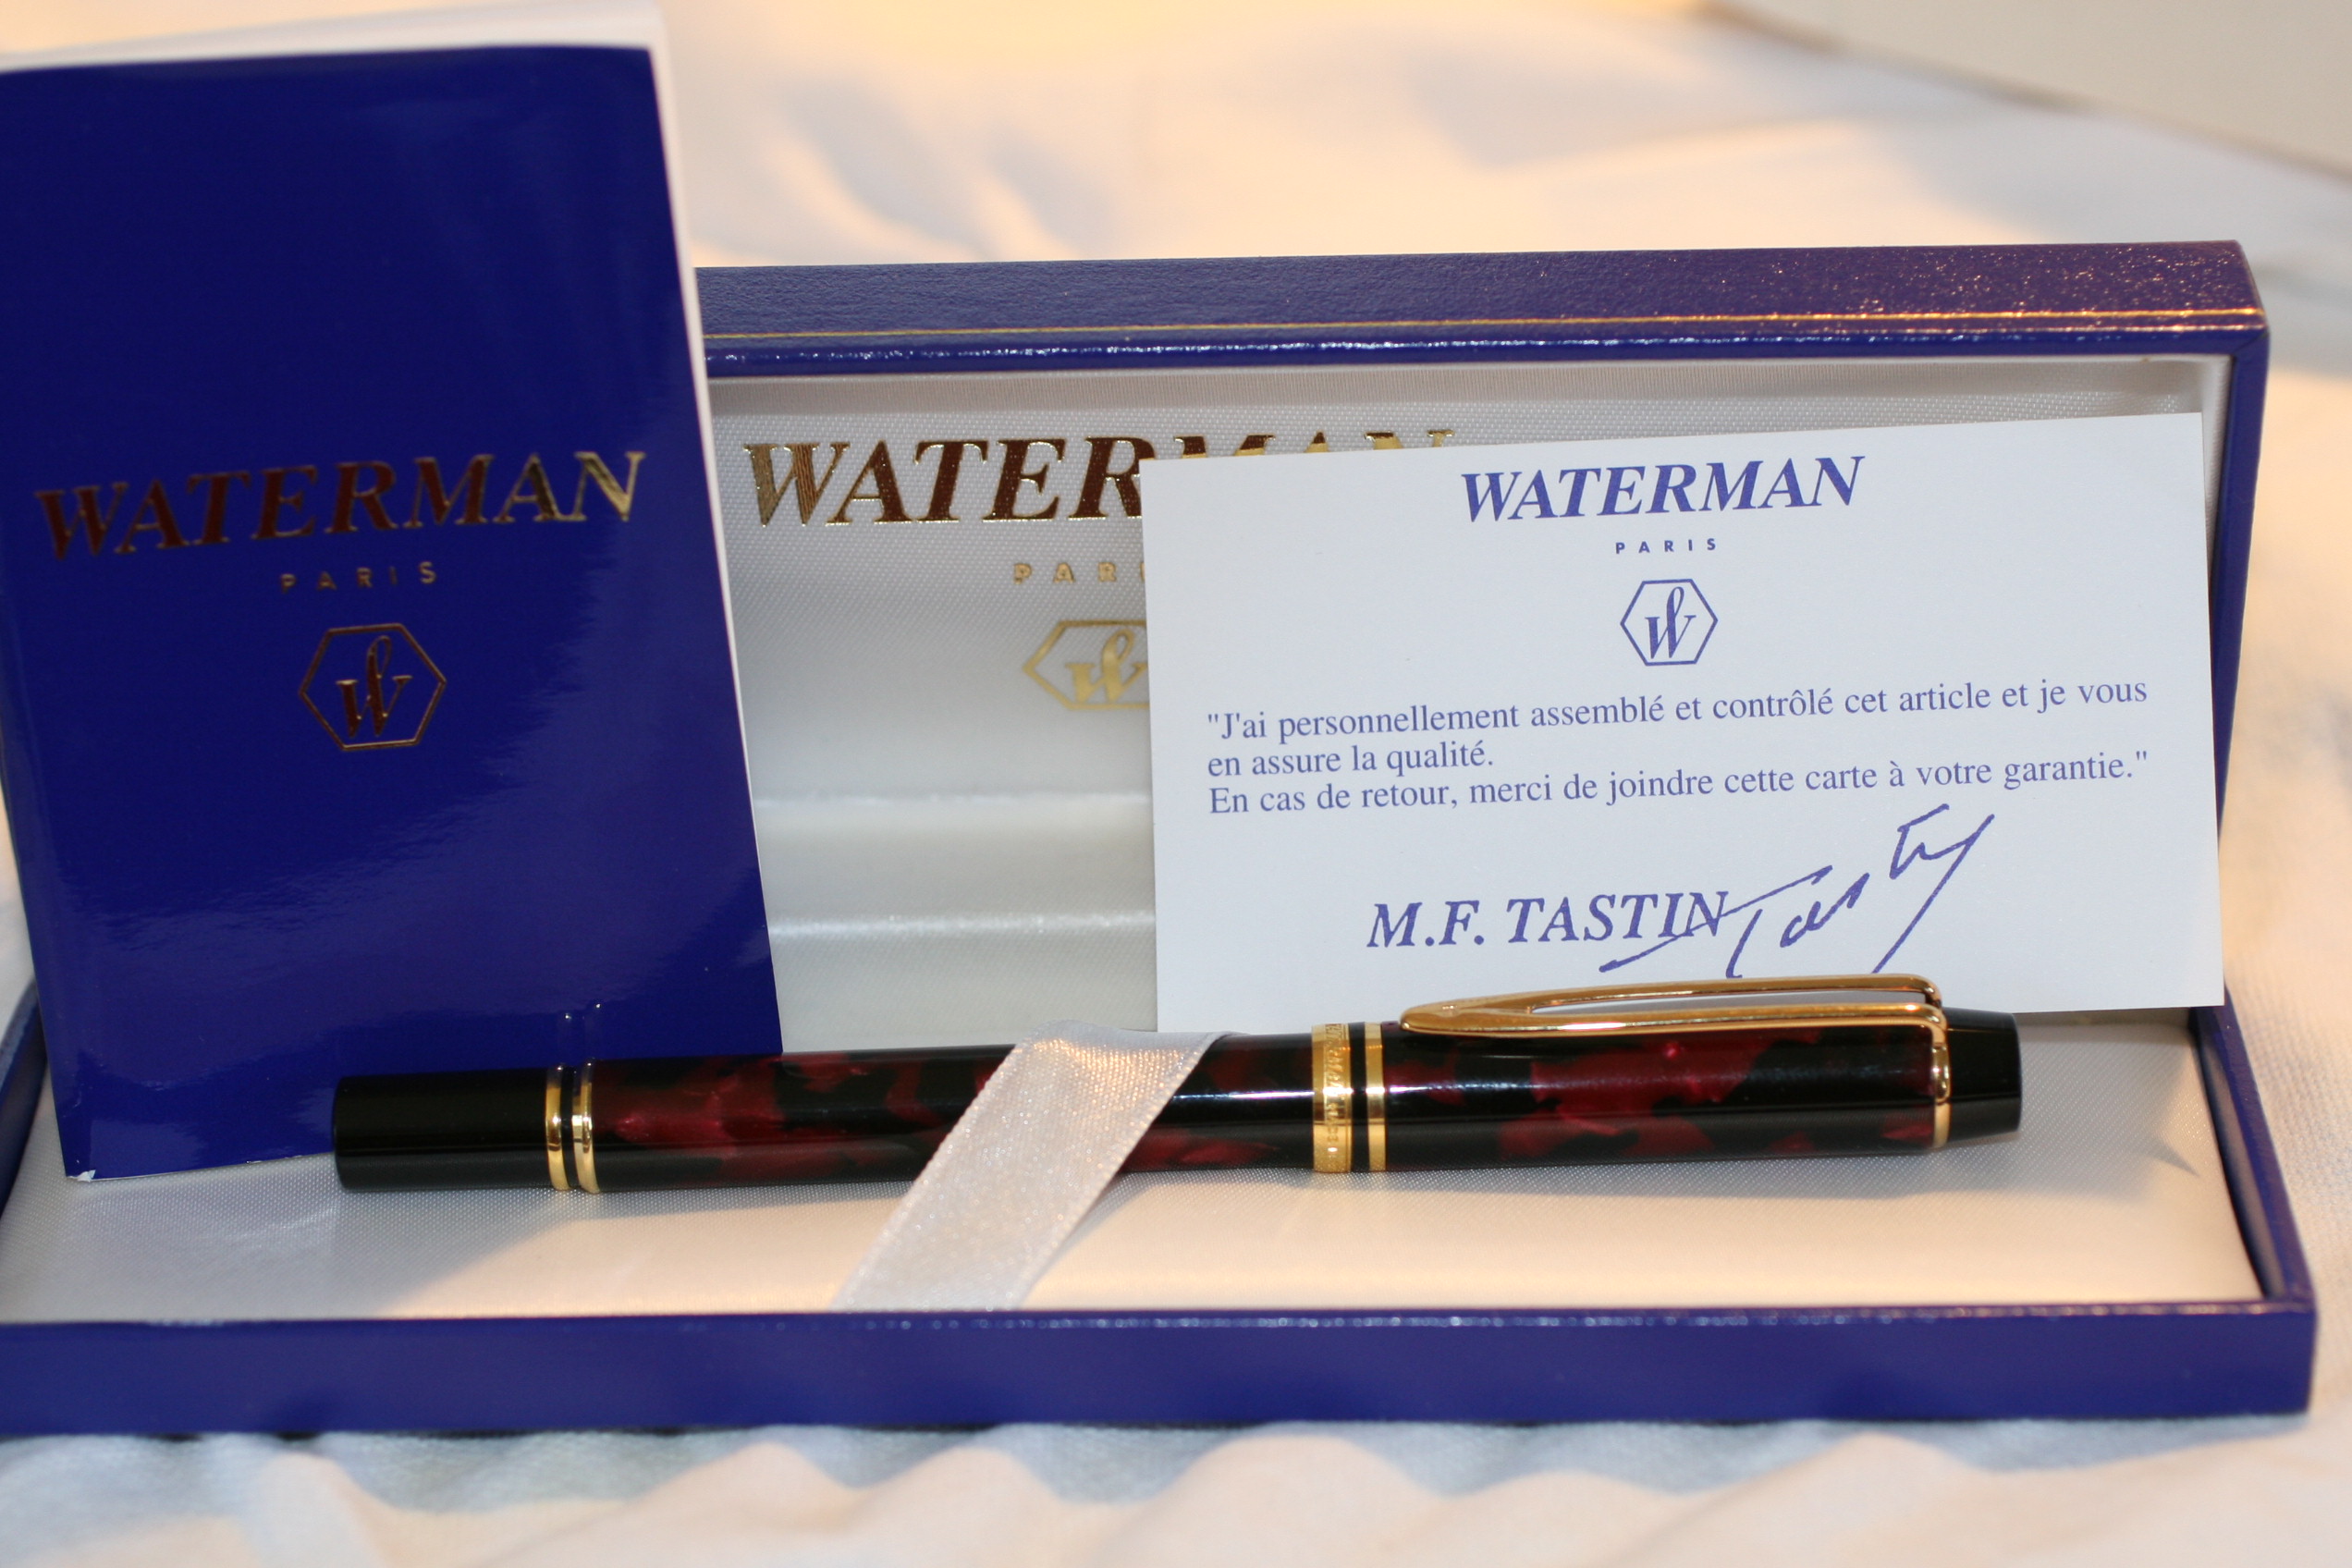 WATERMAN
PARIS
W
WATERMAN
PAR
W
WATERMAN
PARIS
W
"J'ai personnellement assemblé et contrôlé cet article et je vous
en assure la qualité.
En cas de retour, merci de joindre cette carte à votre garantie."
M.F. TASTIN